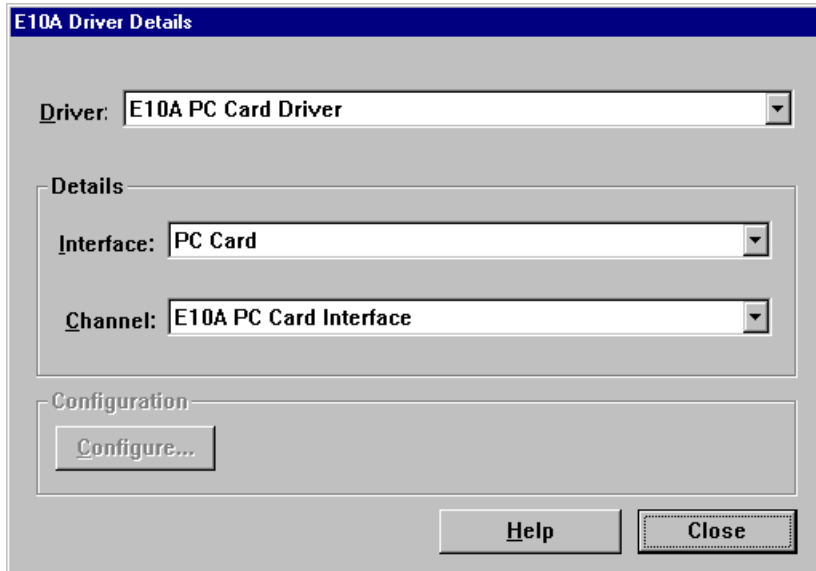 E10A Driver Details
Driver: E10A PC Card Driver
Details
Interface: PC Card
Channel: E10A PC Card Interface
Configuration
Configure...
Help Close